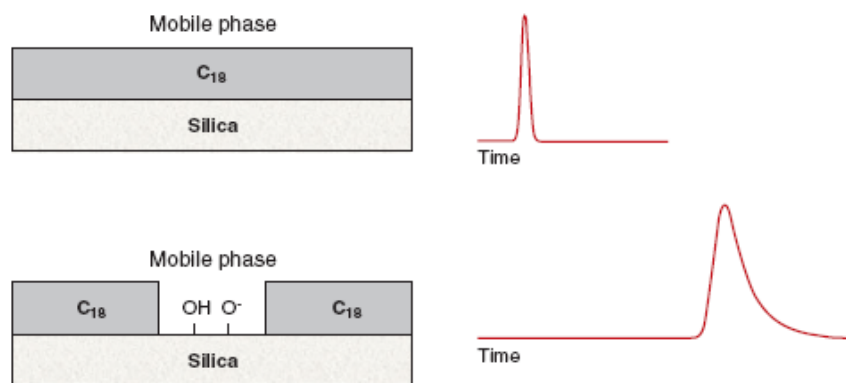 Mobile phase
C₁₈
Silica
Time
Mobile phase
C₁₈ OH O⁻ C₁₈
Silica
Time